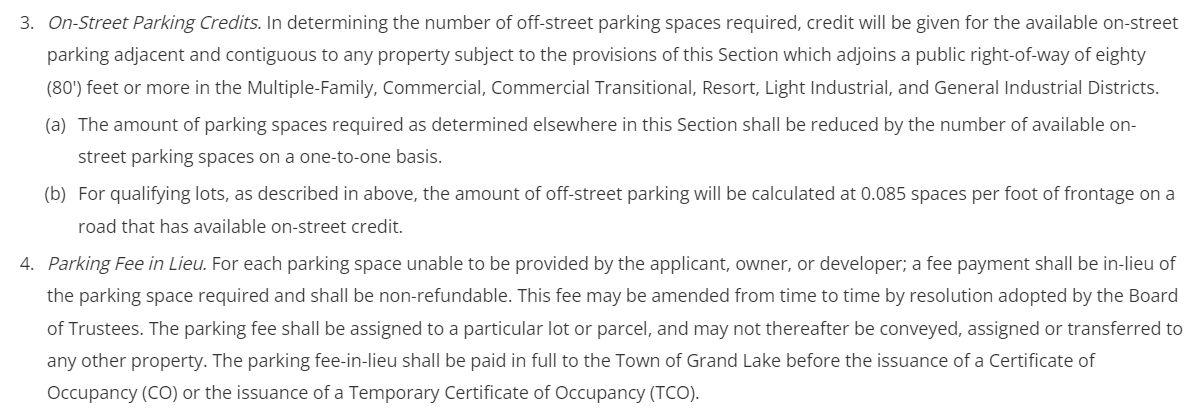 3. On-Street Parking Credits. In determining the number of off-street parking spaces required, credit will be given for the available on-street
parking adjacent and contiguous to any property subject to the provisions of this Section which adjoins a public right-of-way of eighty
(80') feet or more in the Multiple-Family, Commercial, Commercial Transitional, Resort, Light Industrial, and General Industrial Districts.
(a) The amount of parking spaces required as determined elsewhere in this Section shall be reduced by the number of available on-
street parking spaces on a one-to-one basis.
(b) For qualifying lots, as described in above, the amount of off-street parking will be calculated at 0.085 spaces per foot of frontage on a
road that has available on-street credit.
4. Parking Fee in Lieu. For each parking space unable to be provided by the applicant, owner, or developer; a fee payment shall be in-lieu of
the parking space required and shall be non-refundable. This fee may be amended from time to time by resolution adopted by the Board
of Trustees. The parking fee shall be assigned to a particular lot or parcel, and may not thereafter be conveyed, assigned or transferred to
any other property. The parking fee-in-lieu shall be paid in full to the Town of Grand Lake before the issuance of a Certificate of
Occupancy (CO) or the issuance of a Temporary Certificate of Occupancy (TCO).